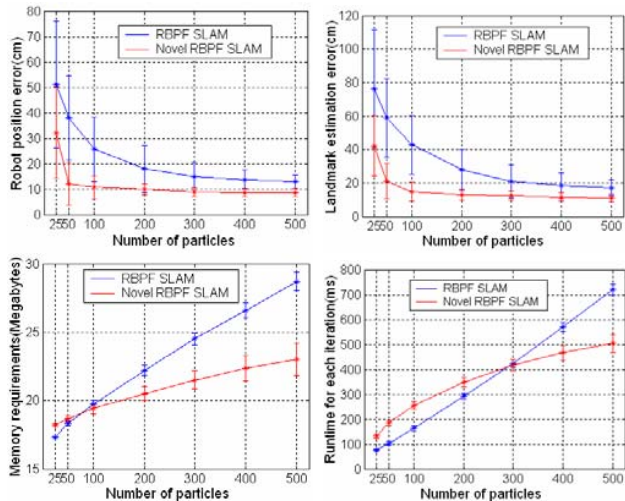 80
70
60
50
40
30
20
10
0
Robot position error(cm)
RBPF SLAM
Novel RBPF SLAM
2550 100 200 300 400 500
Number of particles
120
100
80
60
40
20
0
Landmark estimation error(cm)
RBPF SLAM
Novel RBPF SLAM
2550 100 200 300 400 500
Number of particles
30
25
20
15
Memory requirements(Megabytes)
RBPF SLAM
Novel RBPF SLAM
2550 100 200 300 400 500
Number of particles
800
700
600
500
400
300
200
100
0
Runtime for each iteration(ms)
RBPF SLAM
Novel RBPF SLAM
2550 100 200 300 400 500
Number of particles